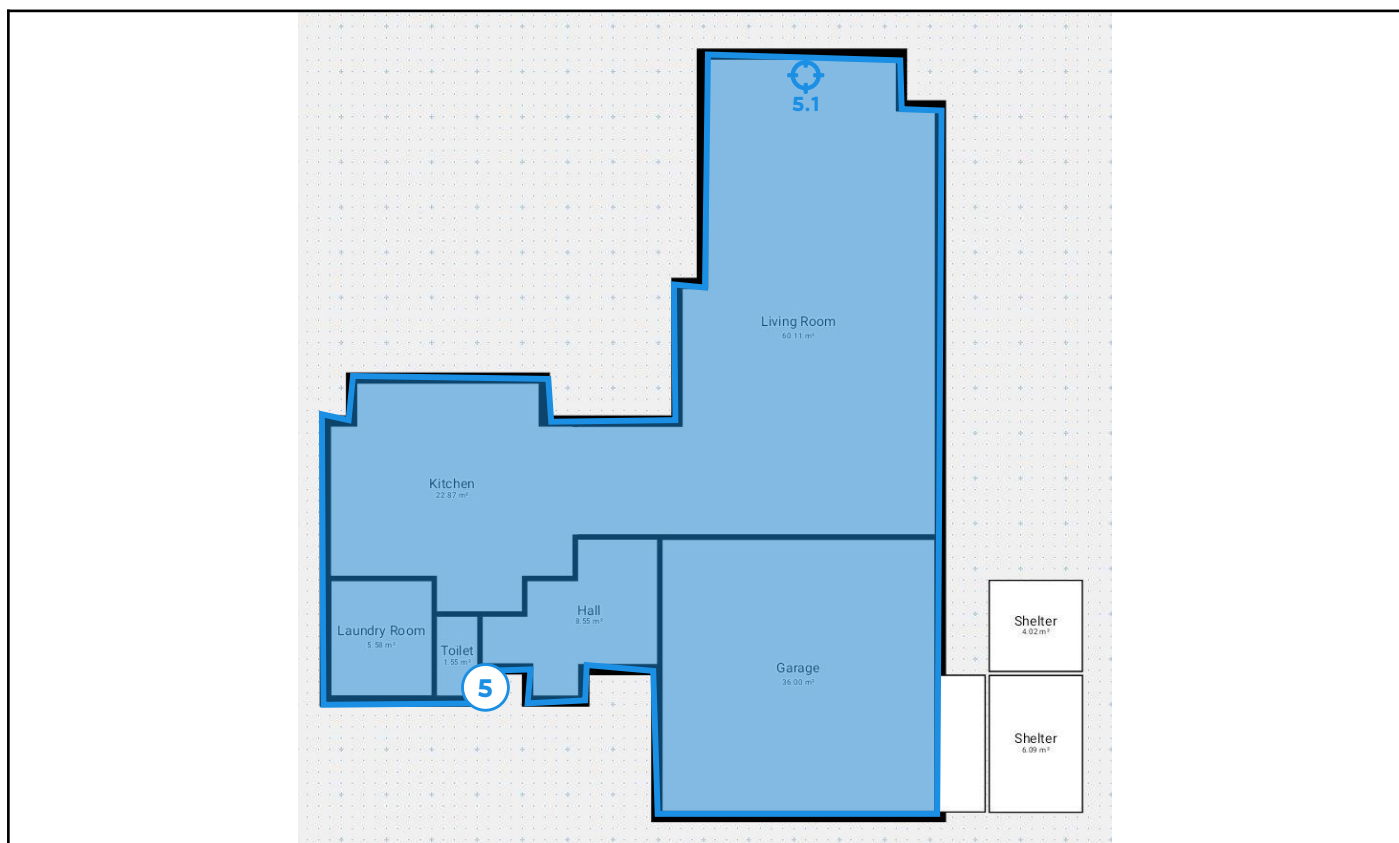 5.1
Living Room
60.11 m²
Kitchen
22.87 m²
Hall
8.55 m²
Laundry Room
5.58 m²
Toilet
1.55 m²
5
Garage
36.00 m²
Shelter
4.02 m²
Shelter
6.09 m²